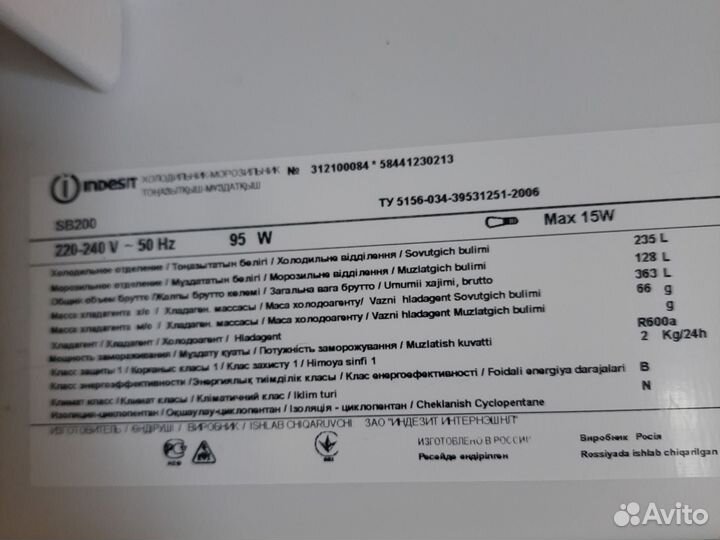 INDESIT ХОЛОДИЛЬНИК-МОРОЗИЛЬНИК № 312100084 * 58441230213
ТОҢАЗЫТҚЫШ-МҰЗДАТҚЫШ
ТУ 5156-034-39531251-2006
SB200
220-240 V ~ 50 Hz 95 W Max 15W
Холодильное отделение / Тоңазытатын белігі / Холодильне відділення / Sovutgich bulimi 235 L
Морозильное отделение / Мұздататын белігі / Морозильне відділення / Muzlatgich bulimi 128 L
Общий объем брутто /Жалпы брутто келемі / Загальна вага брутто / Umumii xajimi, brutto 363 L
Масса хладагента х/с / Хладаген. массасы / Маса холодоагенту/ Vazni hladagent Sovutgich bulimi 66 g
Масса хладагента м/с / Хладаген. массасы / Маса холодоагенту/ Vazni hladagent Muzlatgich bulimi g
Хладагент / Хладаген / Холодоагент / Hladagent R600a
Мощность замораживания / Мұздату қуаты / Потужність заморожування / Muzlatish kuvatti 2 Kg/24h
Класс защиты 1 / Корганыс класы 1 / Клас захисту 1 / Himoya sinfi 1
Класс энергоэффективности / Энергиялық тиімділік класы / Клас енергоефективності / Foidali energiya darajalari B
Климат класс / Климат класы / Кліматичний клас / Iklim turi N
Изоляция-циклопентан / Оқшаулау-циклопентан / Ізоляція - циклопентан / Cheklanish Cyclopentane
ИЗГОТОВИТЕЛЬ / ӨНДІРУШІ / ВИРОБНИК / ISHLAB CHIQARUVCHI ЗАО "ИНДЕЗИТ ИНТЕРНЭШНЛ"
ИЗГОТОВЛЕНО В РОССИИ Виробник Росія
Ресейде өндірілген Rossiyada ishlab chiqarilgan
Avito